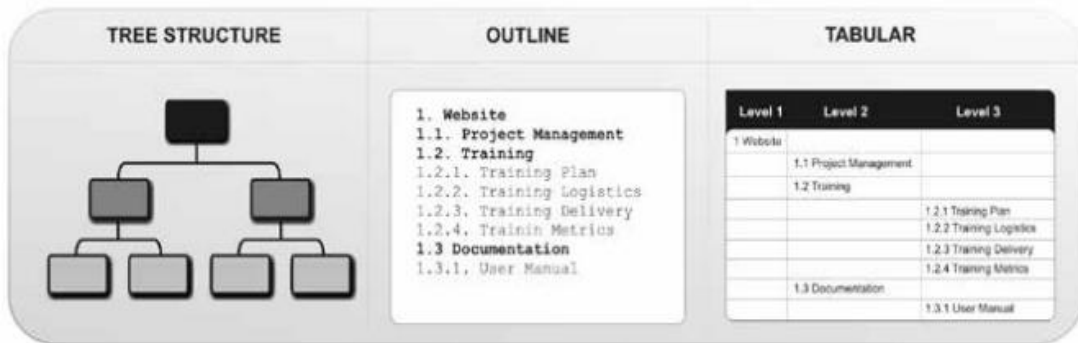 TREE STRUCTURE
OUTLINE
TABULAR
1. Website
1.1. Project Management
1.2. Training
1.2.1. Training Plan
1.2.2. Training Logistics
1.2.3. Training Delivery
1.2.4. Trainin Metrics
1.3 Documentation
1.3.1. User Manual
Level 1 Level 2 Level 3
1 Website
1.1 Project Management
1.2 Training
1.2.1 Training Plan
1.2.2 Training Logistics
1.2.3 Training Delivery
1.2.4 Training Metrics
1.3 Documentation
1.3.1 User Manual